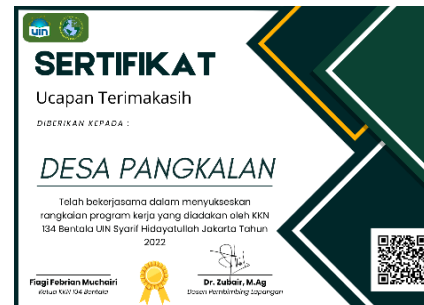 uin
SERTIFIKAT
Ucapan Terimakasih
DIBERIKAN KEPADA :
DESA PANGKALAN
Telah bekerjasama dalam menyukseskan
rangkaian program kerja yang diadakan oleh KKN
134 Bentala UIN Syarif Hidayatullah Jakarta Tahun
2022
Fiagi Febrian Muchairi
Ketua KKN 134 Bentala
Dr. Zubair, M.Ag
Dosen Pembimbing Lapangan